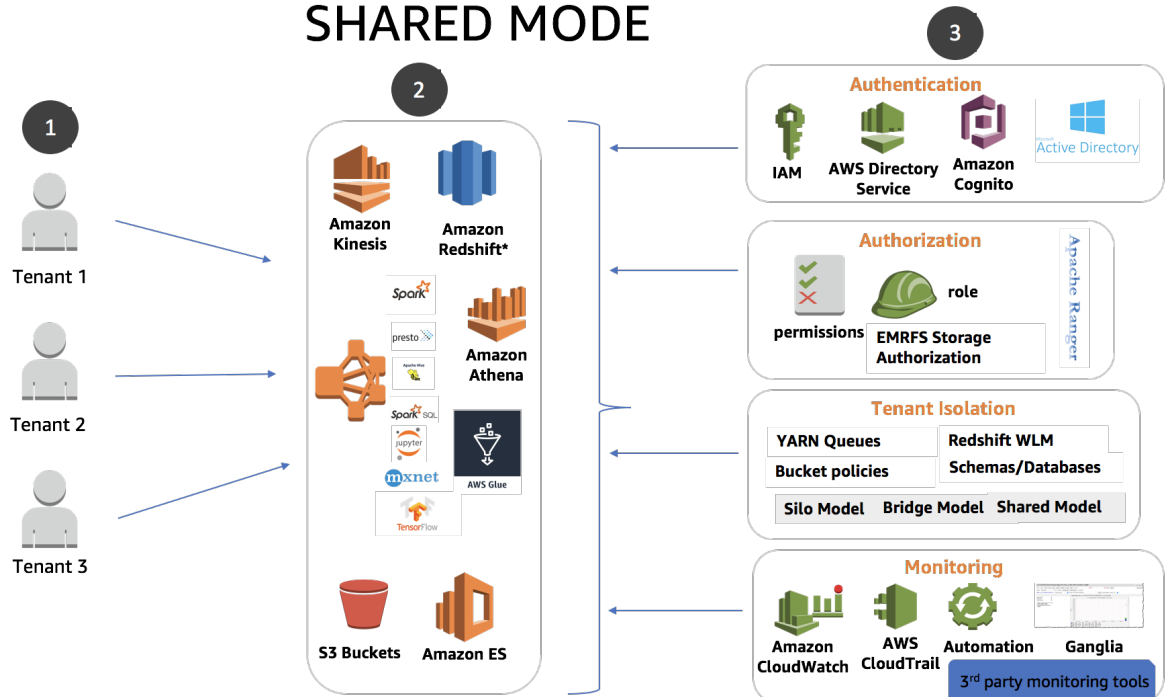 SHARED MODE
1
Tenant 1
Tenant 2
Tenant 3
2
Amazon
Kinesis
Amazon
Redshift*
Spark
presto
Apache Hive
Spark SQL
jupyter
mxnet
TensorFlow
Amazon
Athena
AWS Glue
S3 Buckets
Amazon ES
3
Authentication
IAM
AWS Directory
Service
Amazon
Cognito
Microsoft
Active Directory
Authorization
permissions
role
EMRFS Storage
Authorization
Apache Ranger
Tenant Isolation
YARN Queues
Redshift WLM
Bucket policies
Schemas/Databases
Silo Model
Bridge Model
Shared Model
Monitoring
Amazon
CloudWatch
AWS
CloudTrail
Automation
Ganglia
3rd party monitoring tools